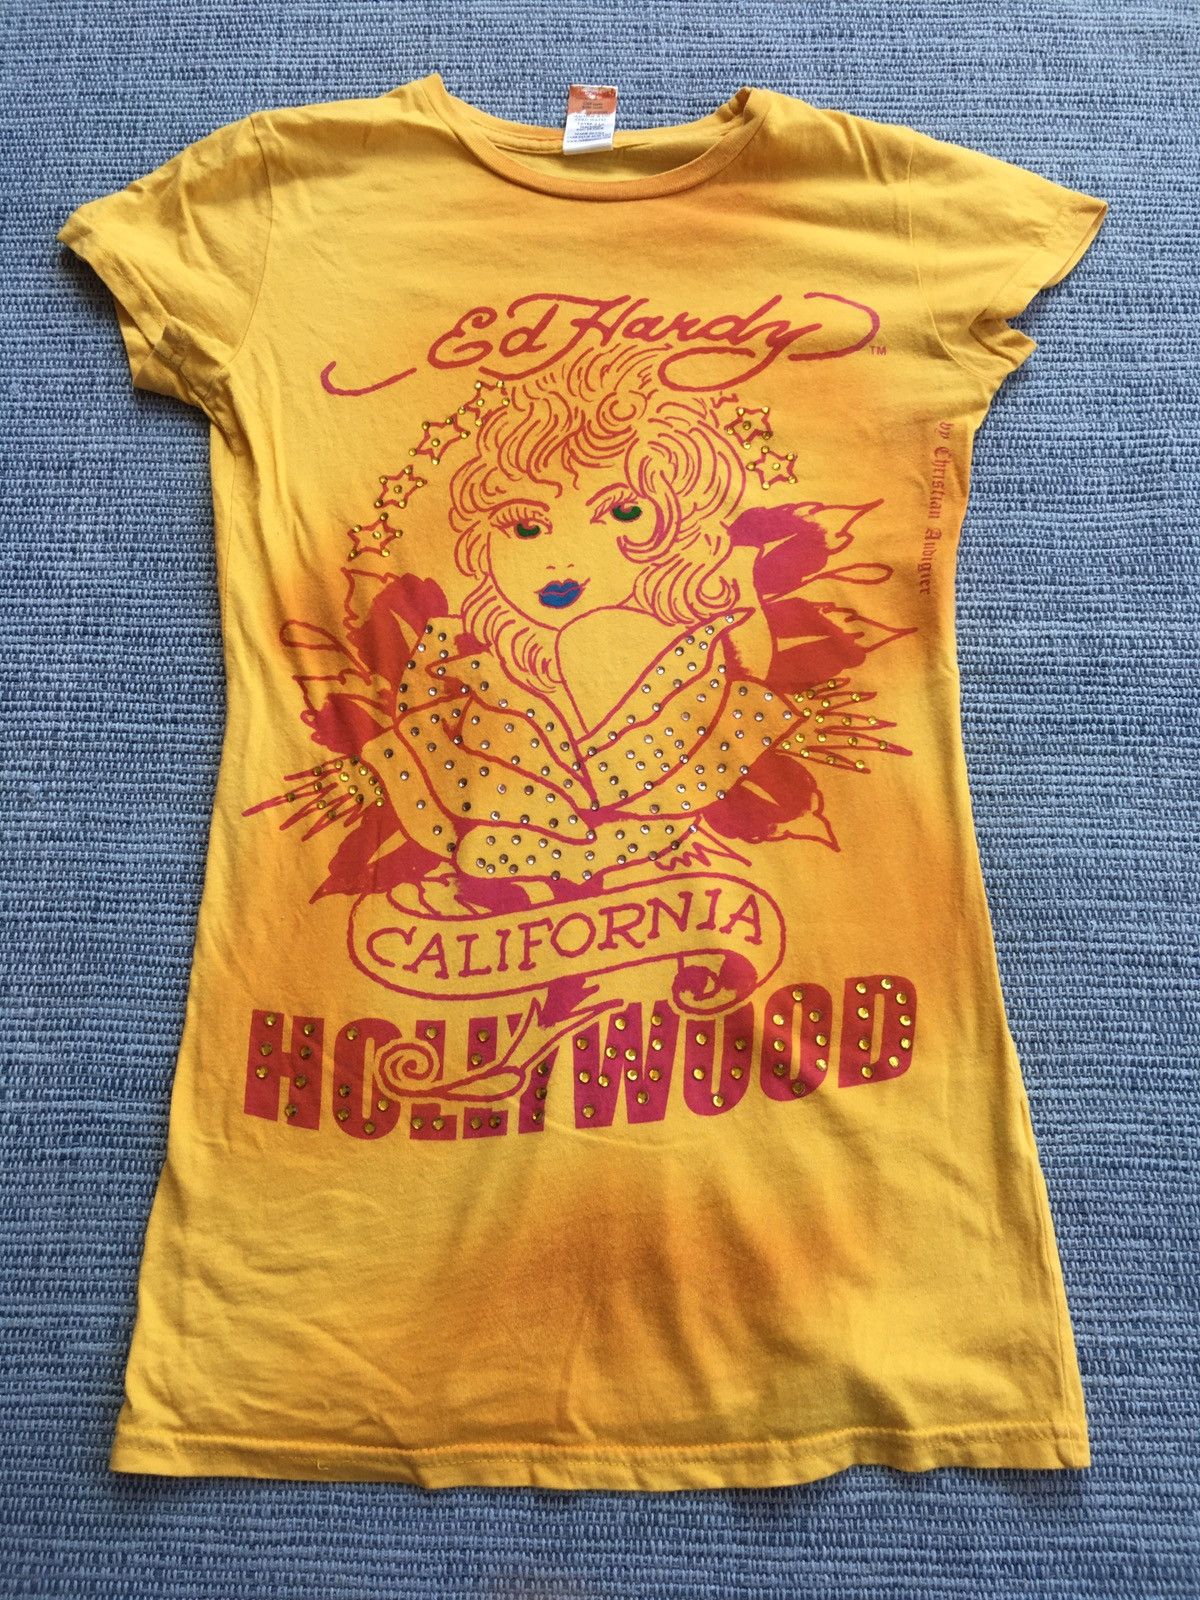 Ed Hardy
TM
by Christian Audigier
CALIFORNIA
HOLLYWOOD